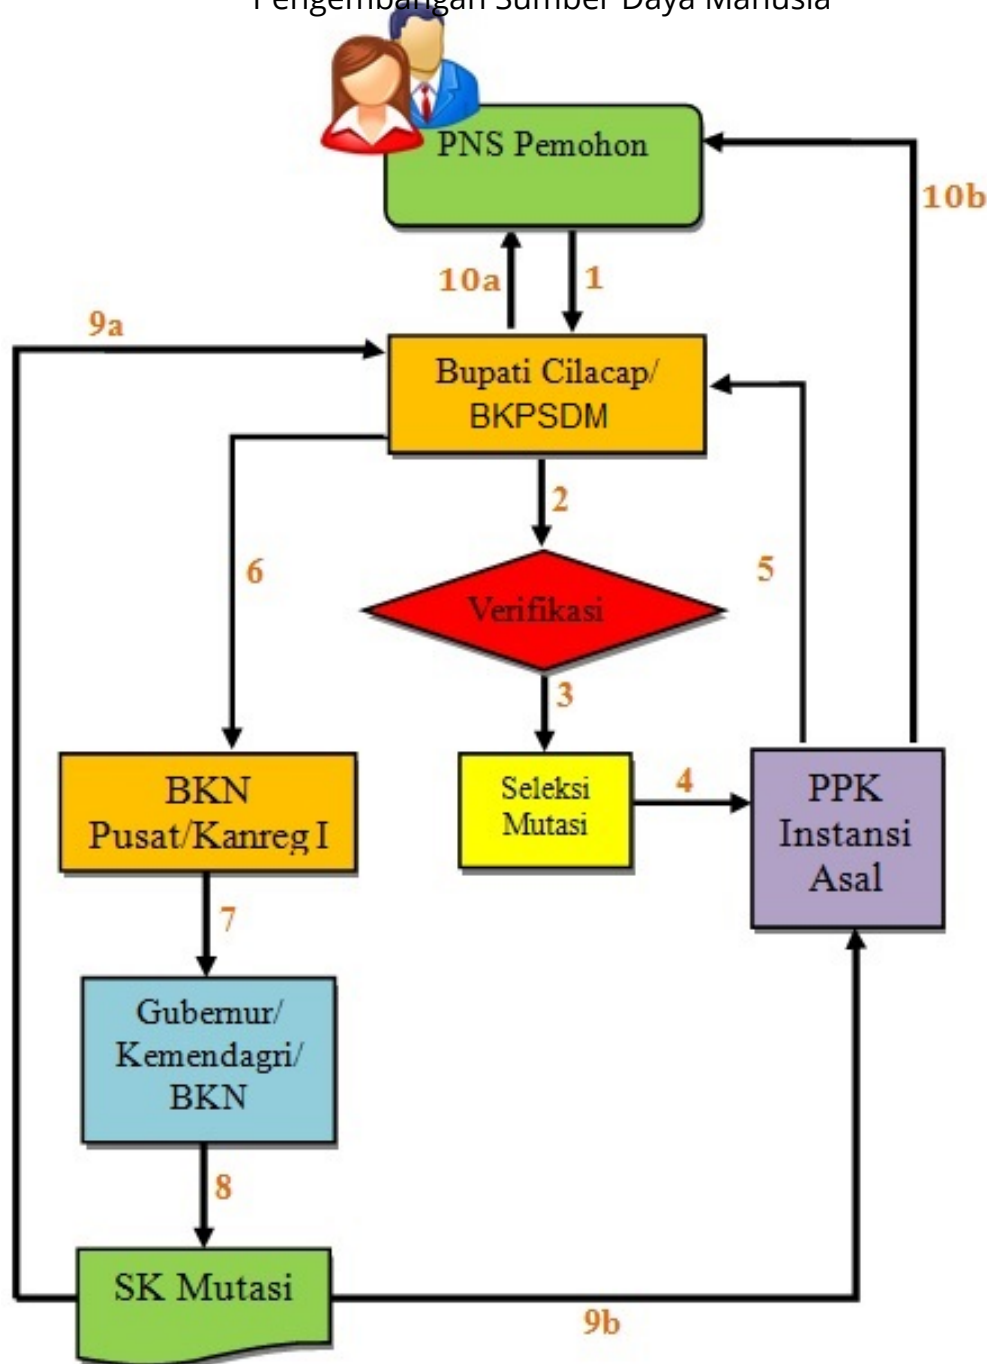 Pengembangan Sumber Daya Manusia
PNS Pemohon
10b
10a
1
9a
Bupati Cilacap/
BKPSDM
2
6
5
Verifikasi
3
BKN
Pusat/Kanreg I
Seleksi
Mutasi
4
PPK
Instansi
Asal
7
Gubernur/
Kemendagri/
BKN
8
SK Mutasi
9b